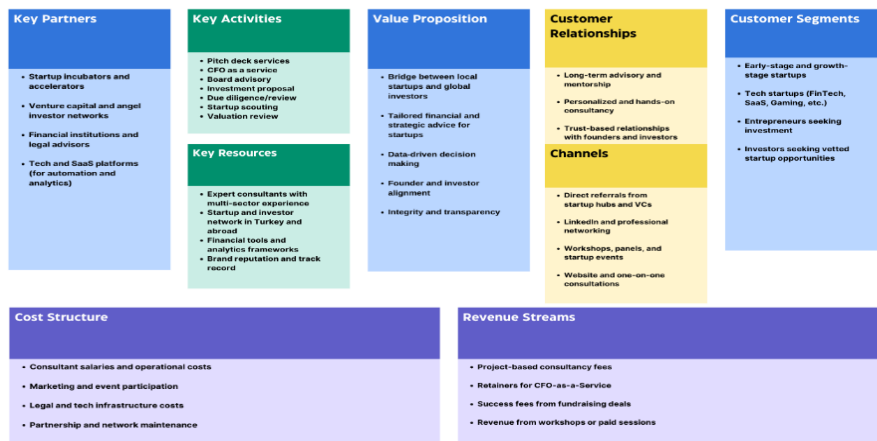 Key Partners
• Startup incubators and
accelerators
• Venture capital and angel
investor networks
• Financial institutions and
legal advisors
• Tech and SaaS platforms
(for automation and
analytics)
Key Activities
• Pitch deck services
• CFO as a service
• Board advisory
• Investment proposal
• Due diligence/review
• Startup scouting
• Valuation review
Key Resources
• Expert consultants with
multi-sector experience
• Startup and investor
network in Turkey and
abroad
• Financial tools and
analytics frameworks
• Brand reputation and track
record
Value Proposition
• Bridge between local
startups and global
investors
• Tailored financial and
strategic advice for
startups
• Data-driven decision
making
• Founder and investor
alignment
• Integrity and transparency
Customer
Relationships
• Long-term advisory and
mentorship
• Personalized and hands-on
consultancy
• Trust-based relationships
with founders and investors
Channels
• Direct referrals from
startup hubs and VCs
• LinkedIn and professional
networking
• Workshops, panels, and
startup events
• Website and one-on-one
consultations
Customer Segments
• Early-stage and growth-
stage startups
• Tech startups (FinTech,
SaaS, Gaming, etc.)
• Entrepreneurs seeking
investment
• Investors seeking vetted
startup opportunities
Cost Structure
• Consultant salaries and operational costs
• Marketing and event participation
• Legal and tech infrastructure costs
• Partnership and network maintenance
Revenue Streams
• Project-based consultancy fees
• Retainers for CFO-as-a-Service
• Success fees from fundraising deals
• Revenue from workshops or paid sessions